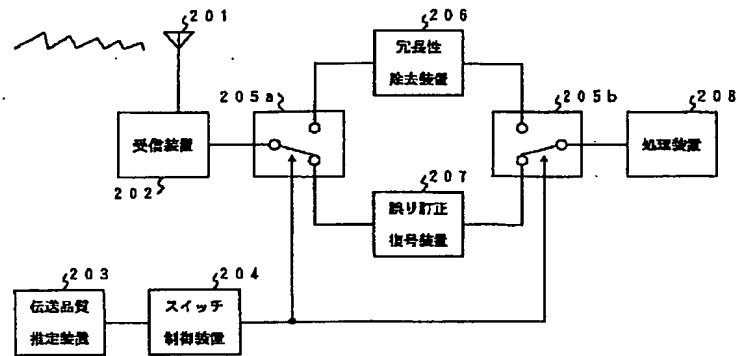 201
206
冗長性
除去装置
205a
205b
208
受信装置
処理装置
202
207
誤り訂正
復号装置
203
204
伝送品質
推定装置
スイッチ
制御装置